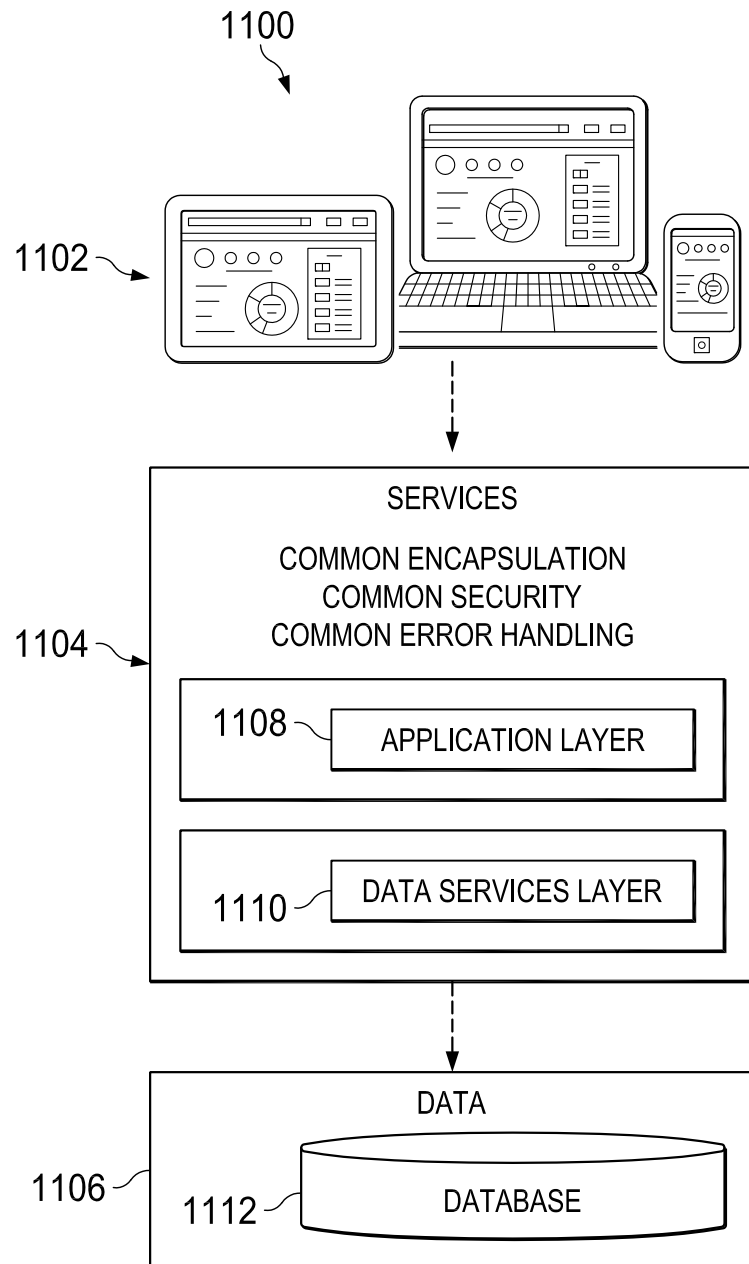 1100
1102
SERVICES
COMMON ENCAPSULATION
COMMON SECURITY
COMMON ERROR HANDLING
1104
1108
APPLICATION LAYER
1110
DATA SERVICES LAYER
DATA
1106
1112
DATABASE